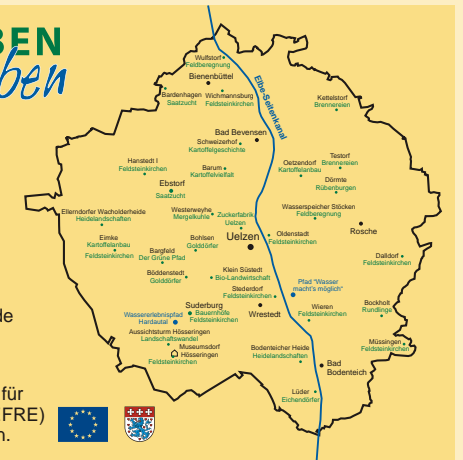 BEN
ben
Wulfstorf
Feldberegnung
Bienenbüttel
Bardenhagen
Saatzucht
Wichmannsburg
Feldsteinkirchen
Elbe-Seitenkanal
Kettelstorf
Brennereien
Bad Bevensen
Schweizerhof
Kartoffelgeschichte
Hanstedt I
Feldsteinkirchen
Barum
Kartoffelvielfalt
Oetzendorf
Kartoffelanbau
Testorf
Brennereien
Dörmte
Rübenburgen
Ebstorf
Saatzucht
Ellerndorfer Wacholderheide
Heidelandschaften
Westerweyhe
Mergelkuhle
Zuckerfabrik
Uelzen
Wasserspeicher Stöcken
Feldberegnung
Rosche
Eimke
Kartoffelanbau
Feldsteinkirchen
Bohlsen
Golddörfer
Uelzen
Oldenstadt
Feldsteinkirchen
Bargfeld
Der Grüne Pfad
Dalldorf
Feldsteinkirchen
Böddenstedt
Golddörfer
Klein Süstedt
Bio-Landwirtschaft
Stederdorf
Feldsteinkirchen
Pfad "Wasser
macht's möglich"
Suderburg
Bauernhöfe
Feldsteinkirchen
Wrestedt
Wieren
Feldsteinkirchen
Bockholt
Rundlinge
Wassererlebnispfad
Hardautal
Aussichtsturm Hösseringen
Landschaftswandel
Museumsdorf
Hösseringen
Feldsteinkirchen
Müssingen
Feldsteinkirchen
Bodenteicher Heide
Heidelandschaften
Bad
Bodenteich
Lüder
Eichendörfer
de
für
FRE)
n.